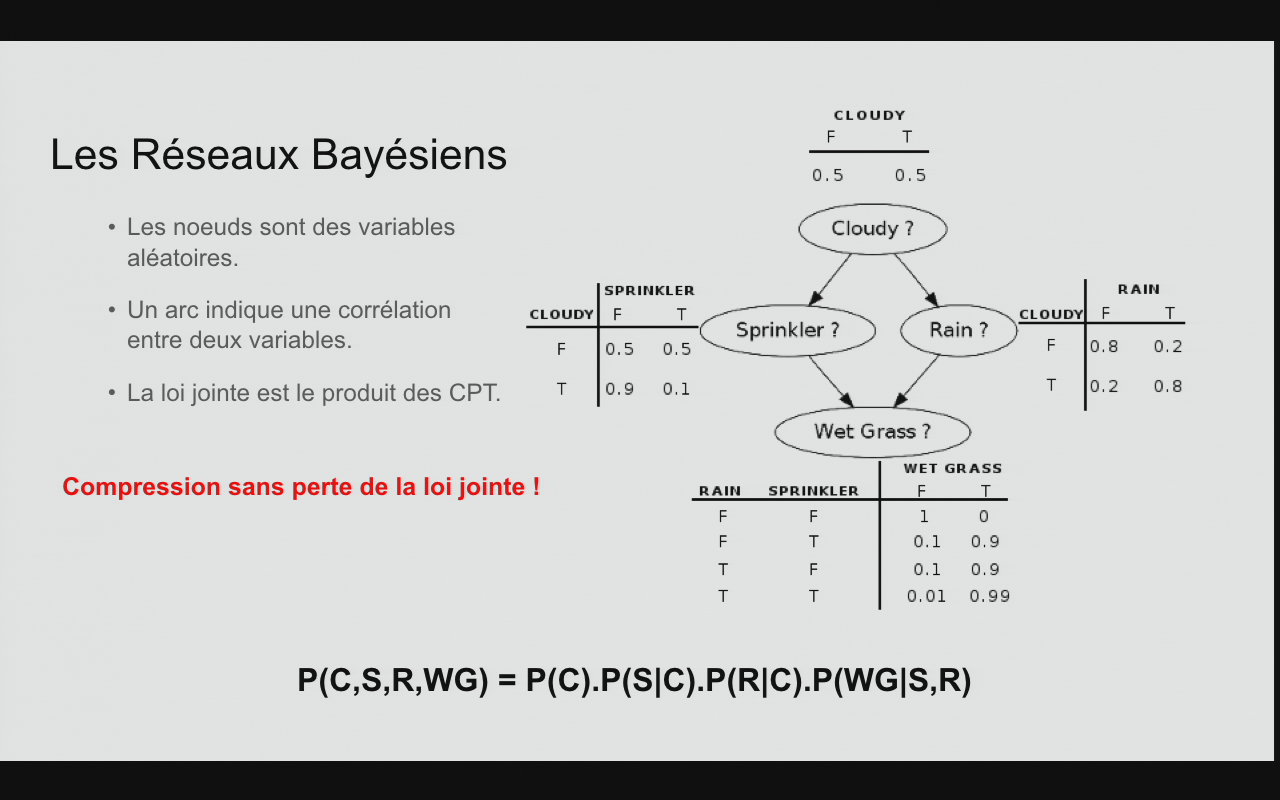 Les Réseaux Bayésiens
• Les noeuds sont des variables
aléatoires.
• Un arc indique une corrélation
entre deux variables.
• La loi jointe est le produit des CPT.
Compression sans perte de la loi jointe !
CLOUDY
F T
0.5 0.5
Cloudy ?
SPRINKLER
CLOUDY F T
F 0.5 0.5
T 0.9 0.1
Sprinkler ?
Rain ?
RAIN
CLOUDY F T
F 0.8 0.2
T 0.2 0.8
Wet Grass ?
WET GRASS
RAIN SPRINKLER F T
F F 1 0
F T 0.1 0.9
T F 0.1 0.9
T T 0.01 0.99
P(C,S,R,WG) = P(C).P(S|C).P(R|C).P(WG|S,R)